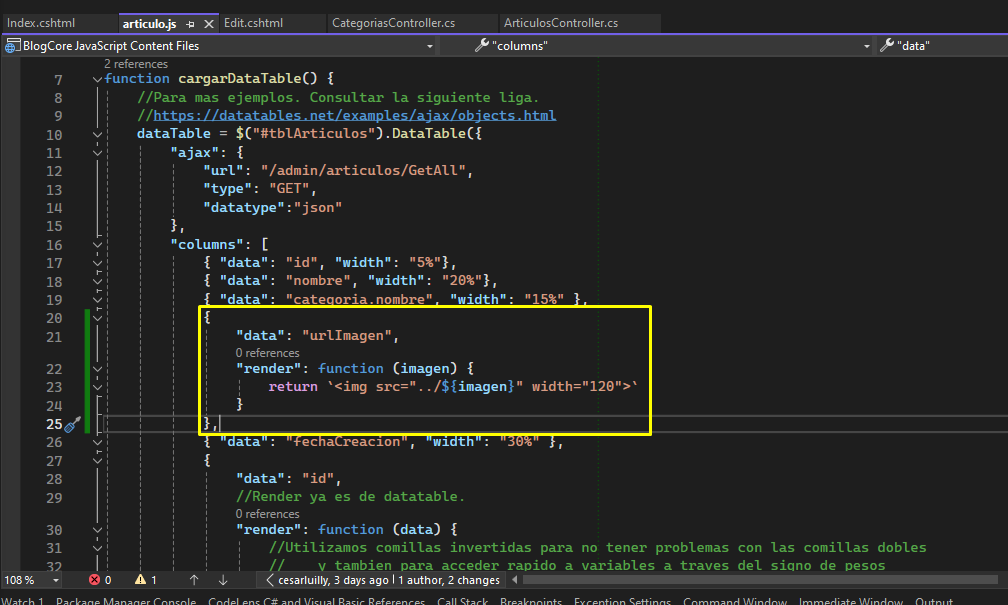 Index.cshtml articulo.js Edit.cshtml CategoriasController.cs ArticulosController.cs
BlogCore JavaScript Content Files "columns" "data"
2 references
7 function cargarDataTable() {
8 //Para mas ejemplos. Consultar la siguiente liga.
9 //https://datatables.net/examples/ajax/objects.html
10 dataTable = $("#tblArticulos").DataTable({
11 "ajax": {
12 "url": "/admin/articulos/GetAll",
13 "type": "GET",
14 "datatype":"json"
15 },
16 "columns": [
17 { "data": "id", "width": "5%"},
18 { "data": "nombre", "width": "20%"},
19 { "data": "categoria.nombre", "width": "15%" },
20 {
21 "data": "urlImagen",
0 references
22 "render": function (imagen) {
23 return `<img src="../${imagen}" width="120">`
24 }
25 },
26 { "data": "fechaCreacion", "width": "30%" },
27 {
28 "data": "id",
29 //Render ya es de datatable.
0 references
30 "render": function (data) {
31 //Utilizamos comillas invertidas para no tener problemas con las comillas dobles
32 // y tambien para acceder rapido a variables a traves del signo de pesos
108 % 0 1 cesarluilly, 3 days ago | 1 author, 2 changes
Watch 1 Package Manager Console CodeLens C# and Visual Basic References Call Stack Breakpoints Exception Settings Command Window Immediate Window Output